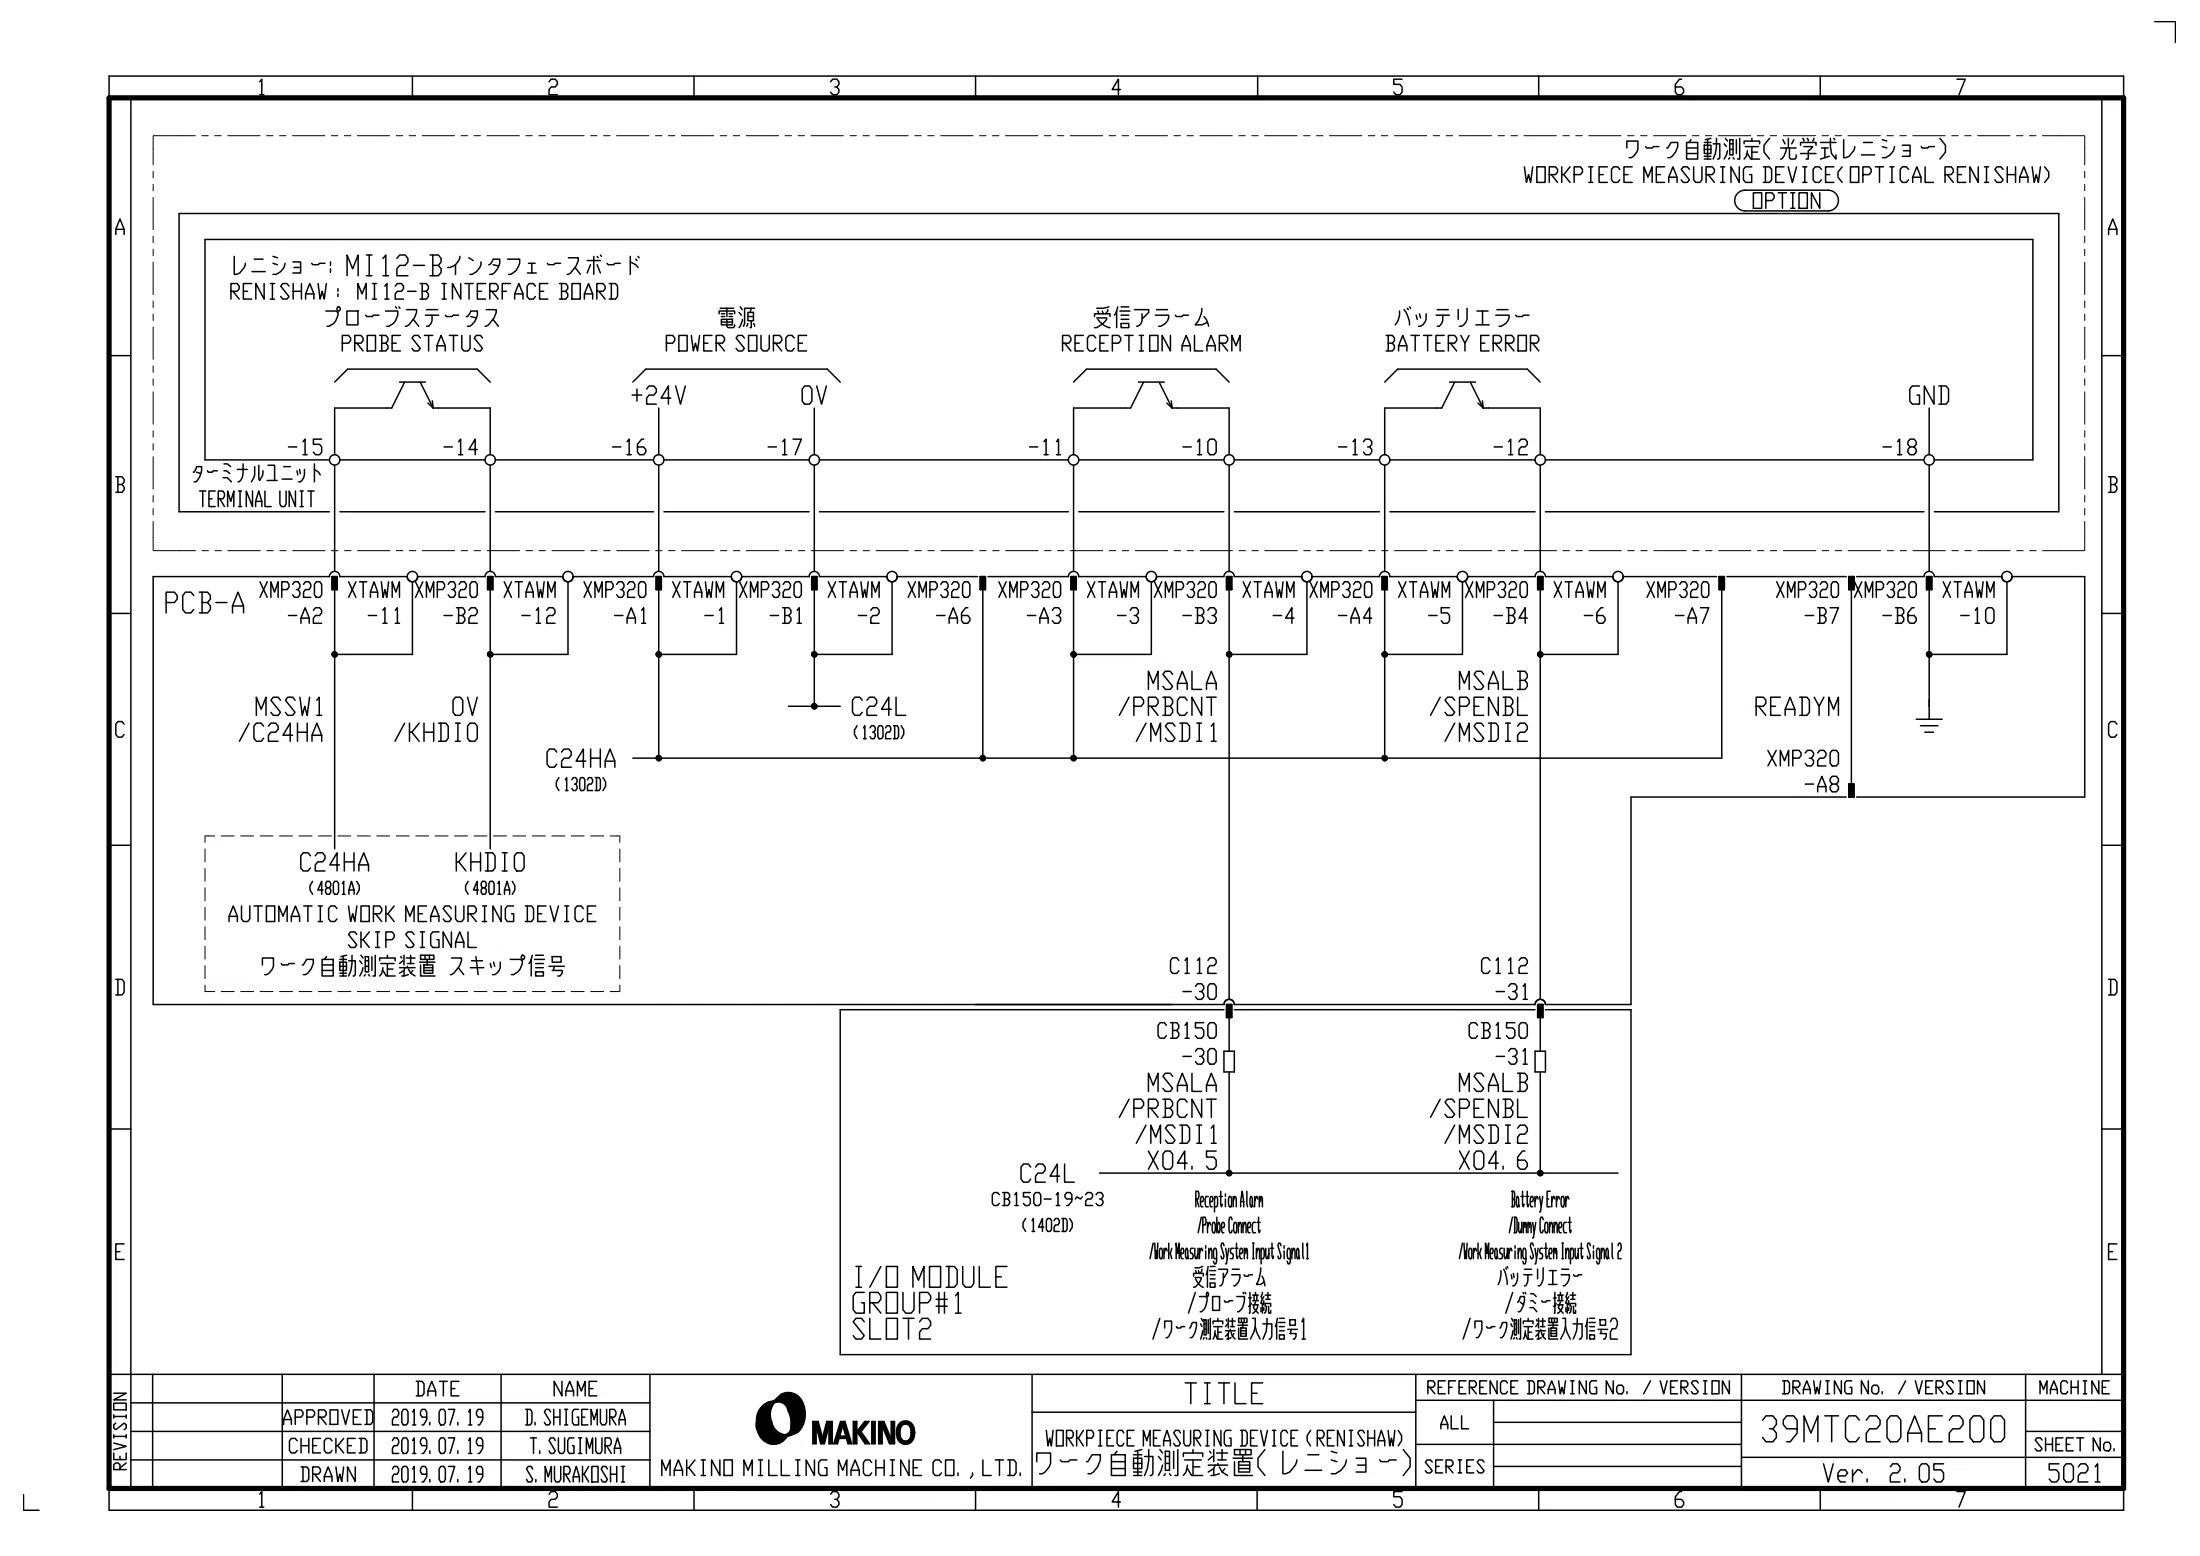 1 2 3 4 5 6 7
ワーク自動測定(光学式レニショー)
WORKPIECE MEASURING DEVICE(OPTICAL RENISHAW)
OPTION
A A
レニショー: MI12-Bインタフェースボード
RENISHAW: MI12-B INTERFACE BOARD
プローブステータス 電源 受信アラーム バッテリエラー
PROBE STATUS POWER SOURCE RECEPTION ALARM BATTERY ERROR
+24V 0V GND
-15 -14 -16 -17 -11 -10 -13 -12 -18
ターミナルユニット
TERMINAL UNIT
B B
PCB-A
XMP320 XTAWM XMP320 XTAWM XMP320 XTAWM XMP320 XTAWM XMP320 XMP320 XTAWM XMP320 XTAWM XMP320 XTAWM XMP320 XTAWM XMP320 XMP320 XMP320 XTAWM
-A2 -11 -B2 -12 -A1 -1 -B1 -2 -A6 -A3 -3 -B3 -4 -A4 -5 -B4 -6 -A7 -B7 -B6 -10
MSALA MSALB
MSSW1 0V C24L /PRBCNT /SPENBL READYM
/C24HA /KHDI0 (1302D) /MSDI1 /MSDI2
C C
C24HA XMP320
(1302D) -A8
C24HA KHDI0
(4801A) (4801A)
AUTOMATIC WORK MEASURING DEVICE
SKIP SIGNAL
ワーク自動測定装置 スキップ信号
C112 C112
-30 -31
D D
CB150 CB150
-30 -31
MSALA MSALB
/PRBCNT /SPENBL
/MSDI1 /MSDI2
X04.5 X04.6
C24L
CB150-19~23
(1402D)
Reception Alarm Battery Error
/Probe Connect /Dummy Connect
/Work Measuring System Input Signal1 /Work Measuring System Input Signal 2
受信アラーム バッテリエラー
/プローブ接続 /ダミー接続
/ワーク測定装置入力信号1 /ワーク測定装置入力信号2
E E
I/O MODULE
GROUP#1
SLOT2
REVISION
DATE NAME
APPROVED 2019.07.19 D. SHIGEMURA
CHECKED 2019.07.19 T. SUGIMURA
DRAWN 2019.07.19 S. MURAKOSHI
MAKINO
MAKINO MILLING MACHINE CO.,LTD.
TITLE
WORKPIECE MEASURING DEVICE(RENISHAW)
ワーク自動測定装置(レニショー)
REFERENCE DRAWING No. / VERSION
ALL
SERIES
DRAWING No. / VERSION
39MTC20AE200
Ver. 2.05
MACHINE
SHEET No.
5021
1 2 3 4 5 6 7